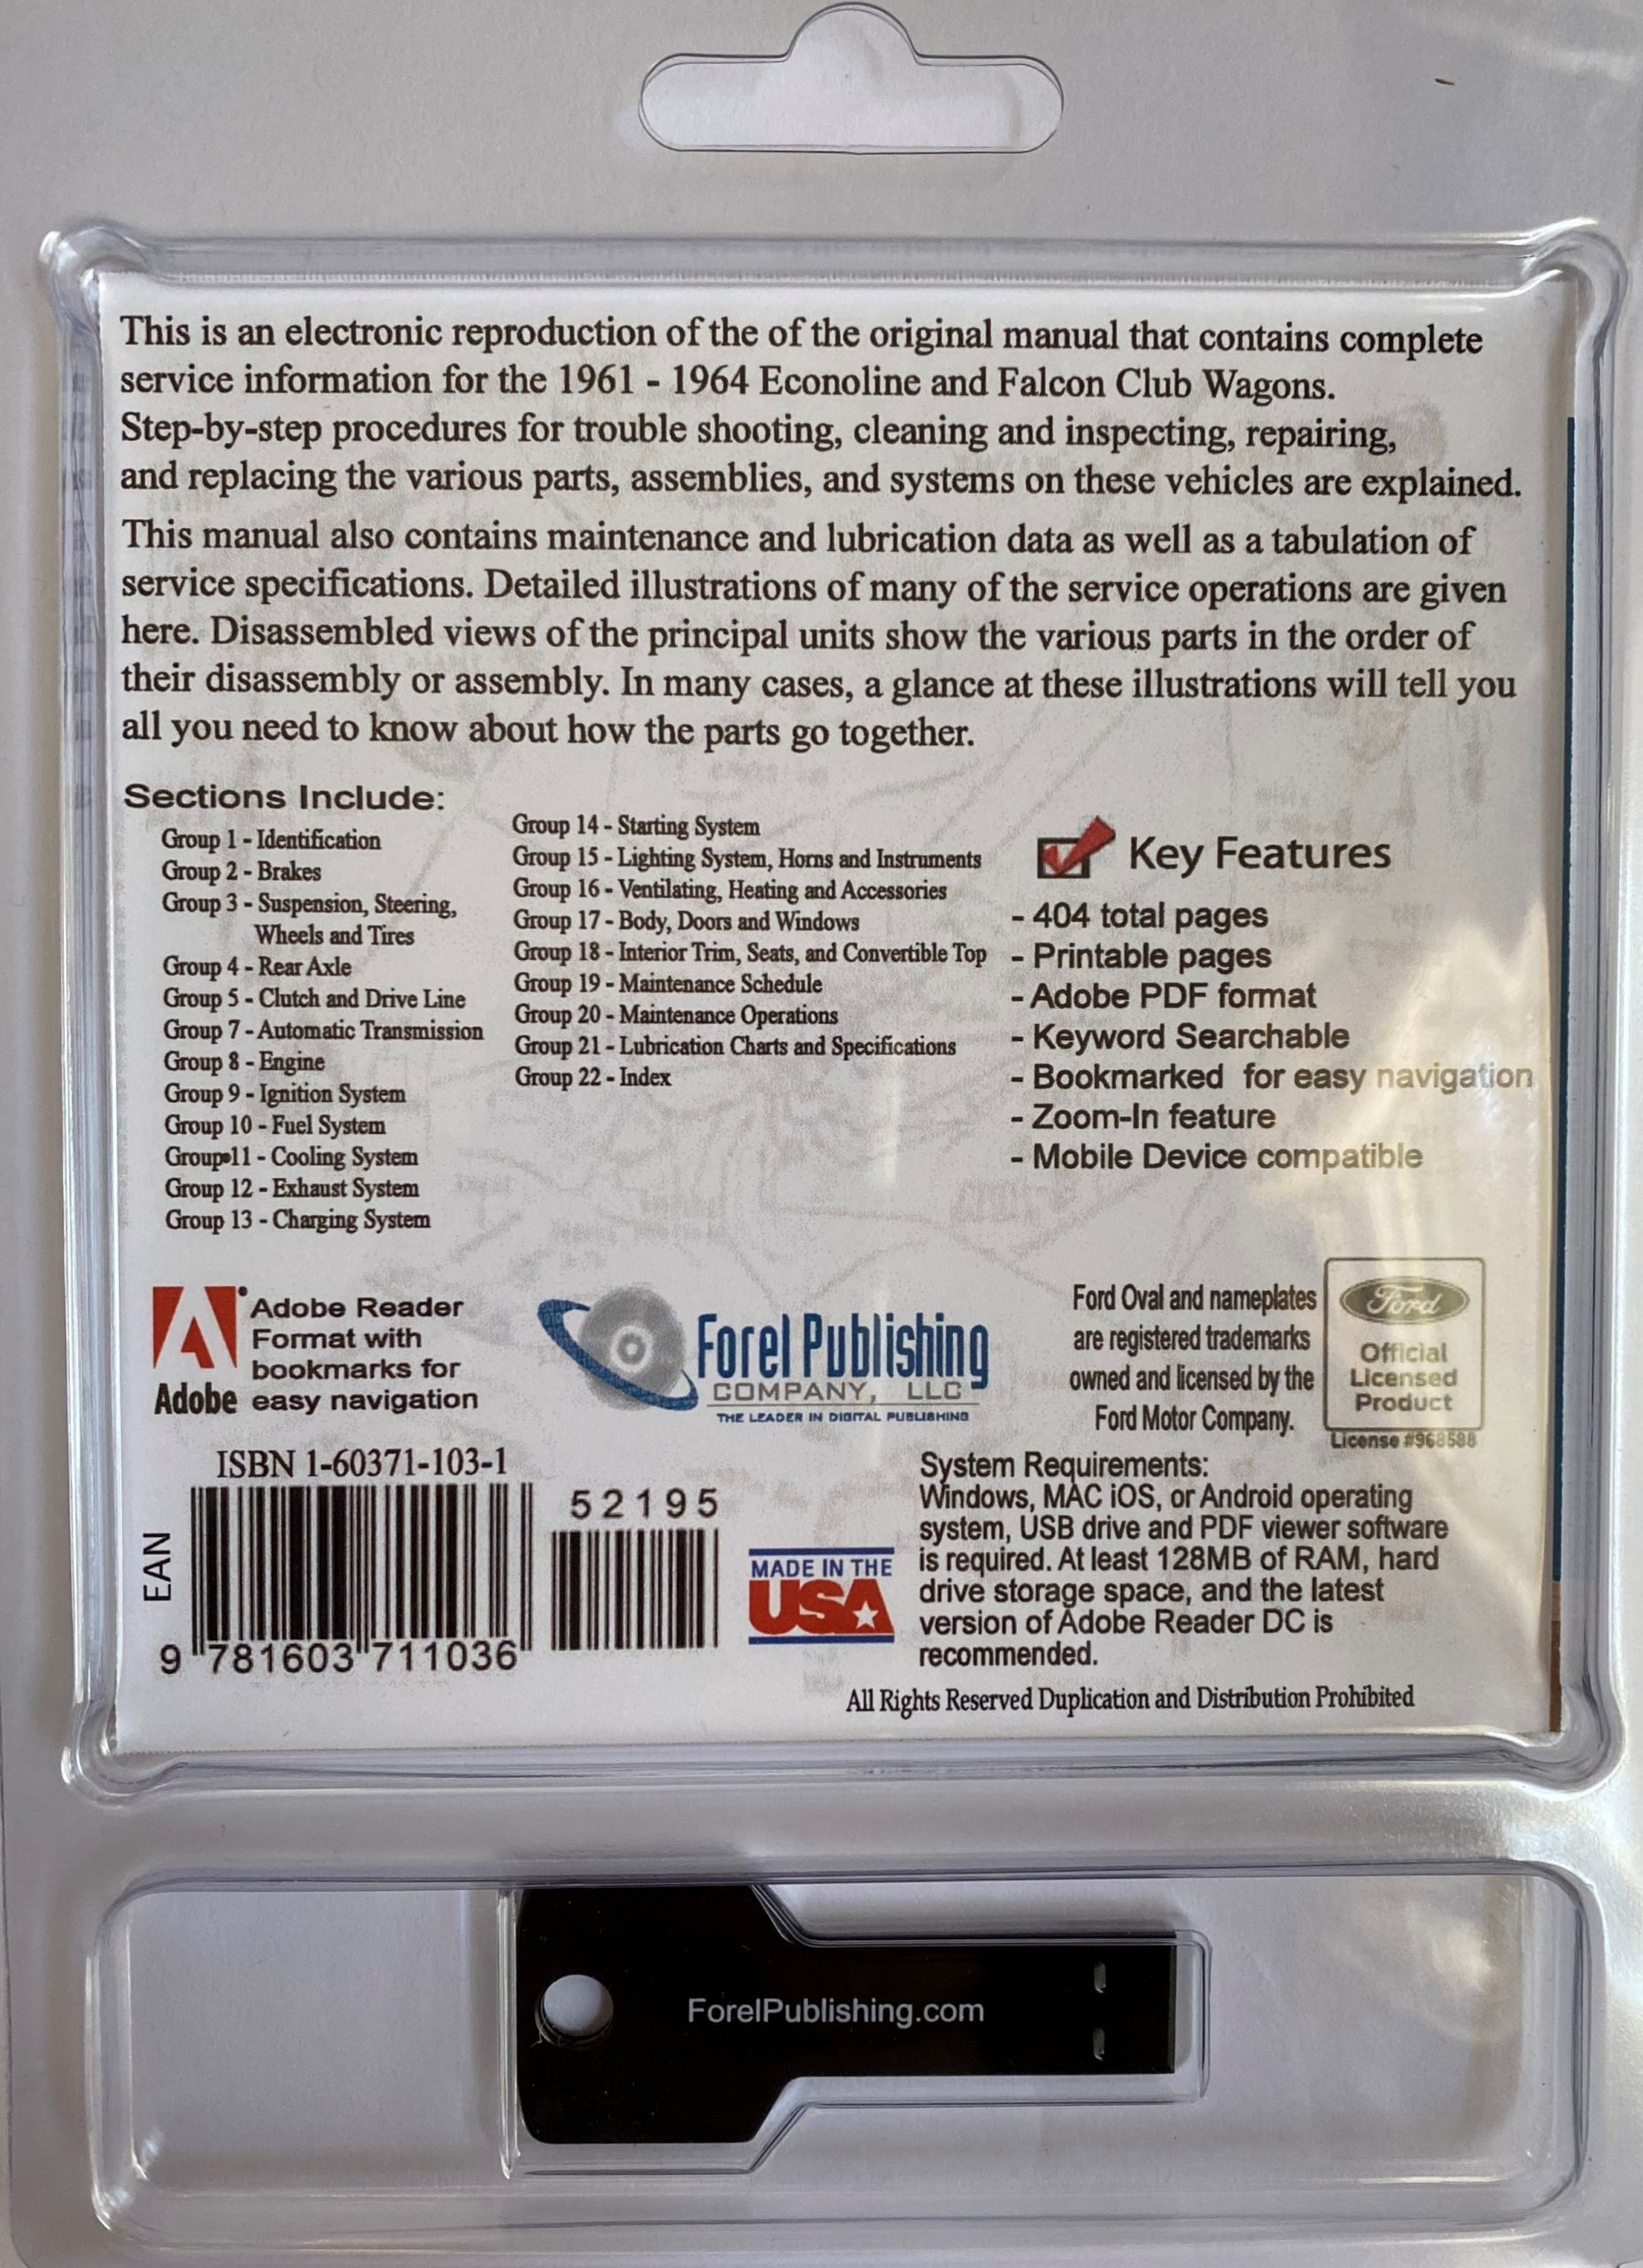 This is an electronic reproduction of the of the original manual that contains complete
service information for the 1961 - 1964 Econoline and Falcon Club Wagons.
Step-by-step procedures for trouble shooting, cleaning and inspecting, repairing,
and replacing the various parts, assemblies, and systems on these vehicles are explained.
This manual also contains maintenance and lubrication data as well as a tabulation of
service specifications. Detailed illustrations of many of the service operations are given
here. Disassembled views of the principal units show the various parts in the order of
their disassembly or assembly. In many cases, a glance at these illustrations will tell you
all you need to know about how the parts go together.
Sections Include:
Group 1 - Identification
Group 2 - Brakes
Group 3 - Suspension, Steering,
Wheels and Tires
Group 4 - Rear Axle
Group 5 - Clutch and Drive Line
Group 7 - Automatic Transmission
Group 8 - Engine
Group 9 - Ignition System
Group 10 - Fuel System
Group 11 - Cooling System
Group 12 - Exhaust System
Group 13 - Charging System
Group 14 - Starting System
Group 15 - Lighting System, Horns and Instruments
Group 16 - Ventilating, Heating and Accessories
Group 17 - Body, Doors and Windows
Group 18 - Interior Trim, Seats, and Convertible Top
Group 19 - Maintenance Schedule
Group 20 - Maintenance Operations
Group 21 - Lubrication Charts and Specifications
Group 22 - Index
Key Features
- 404 total pages
- Printable pages
- Adobe PDF format
- Keyword Searchable
- Bookmarked for easy navigation
- Zoom-In feature
- Mobile Device compatible
Adobe
Adobe Reader
Format with
bookmarks for
easy navigation
Forel Publishing
COMPANY, LLC
THE LEADER IN DIGITAL PUBLISHING
Ford Oval and nameplates
are registered trademarks
owned and licensed by the
Ford Motor Company.
Ford
Official
Licensed
Product
License #968588
ISBN 1-60371-103-1
EAN
52195
9 781603 711036
MADE IN THE
USA
System Requirements:
Windows, MAC iOS, or Android operating
system, USB drive and PDF viewer software
is required. At least 128MB of RAM, hard
drive storage space, and the latest
version of Adobe Reader DC is
recommended.
All Rights Reserved Duplication and Distribution Prohibited
ForelPublishing.com